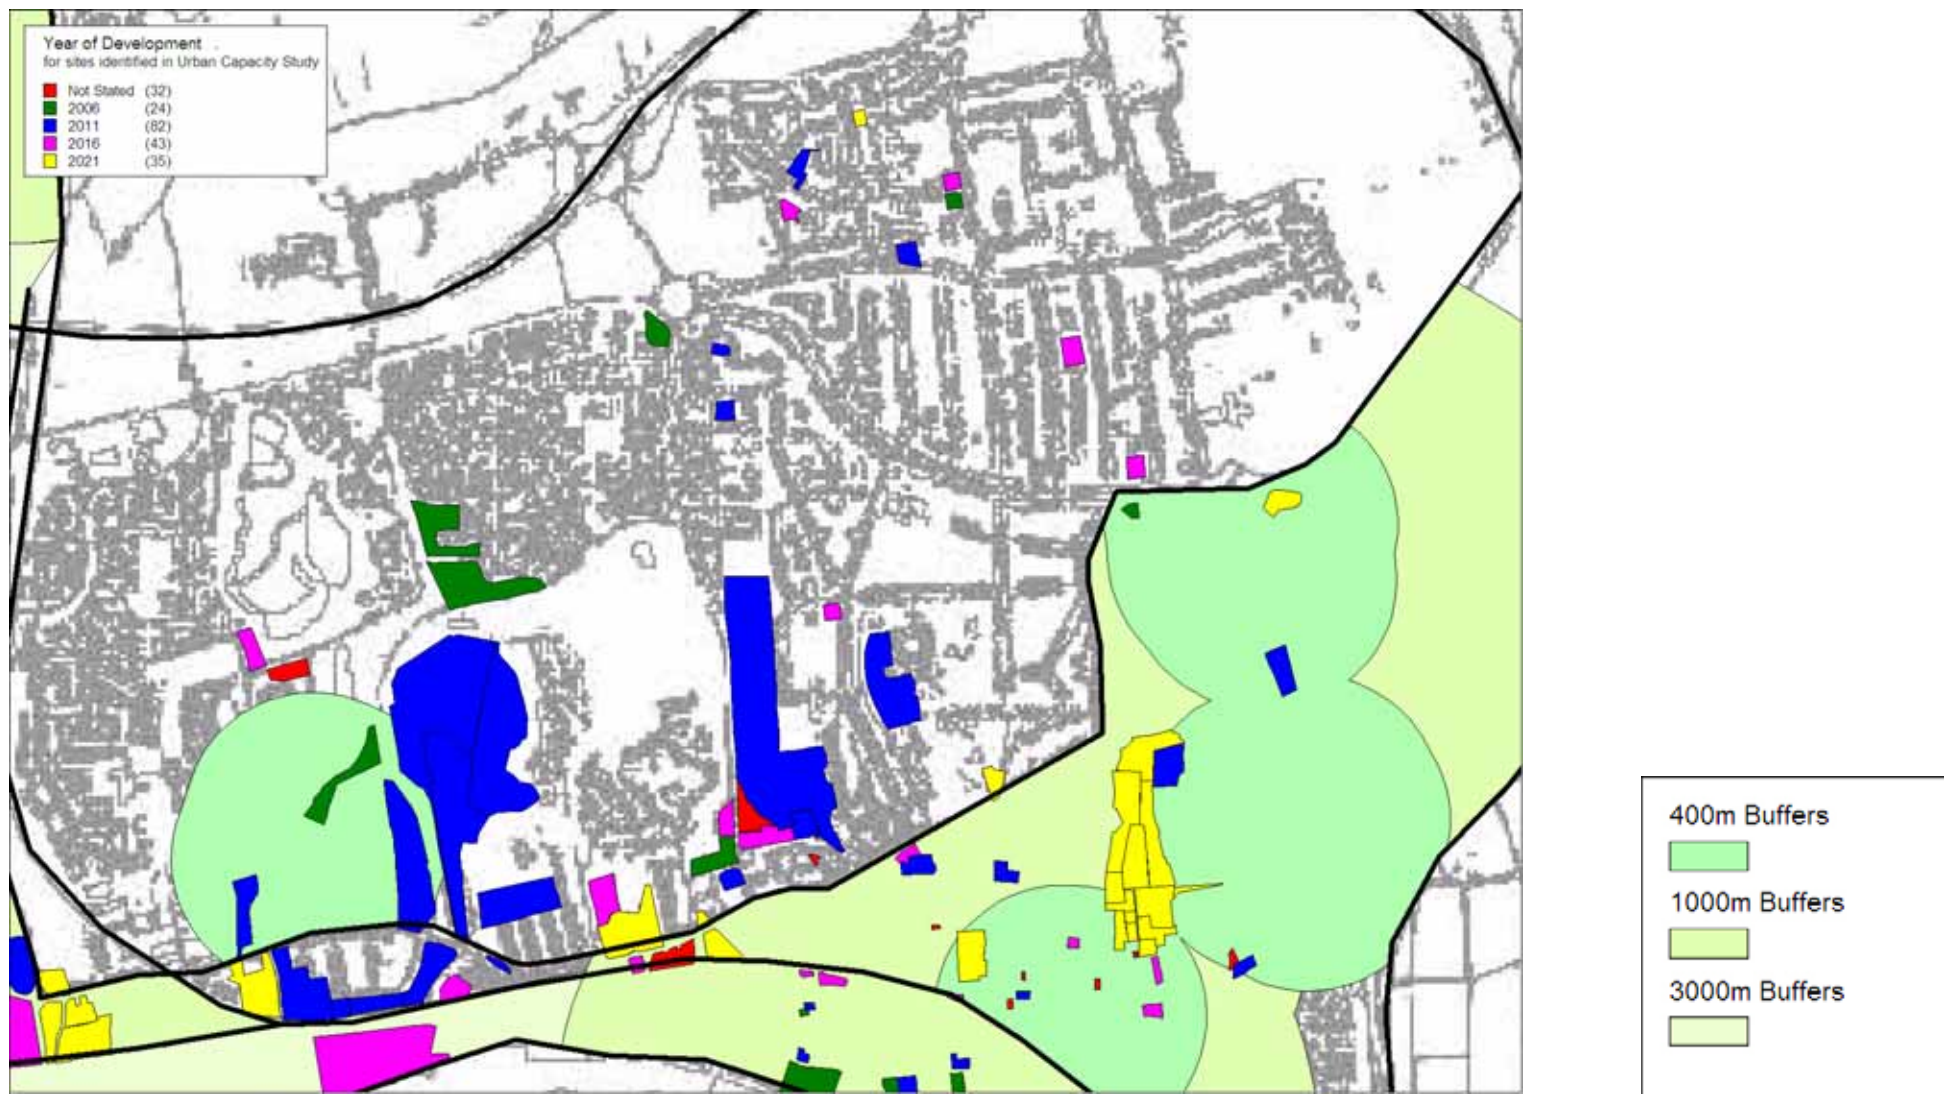 Year of Development
for sites identified in Urban Capacity Study
Not Stated (32)
2006 (24)
2011 (82)
2016 (43)
2021 (35)
400m Buffers
1000m Buffers
3000m Buffers